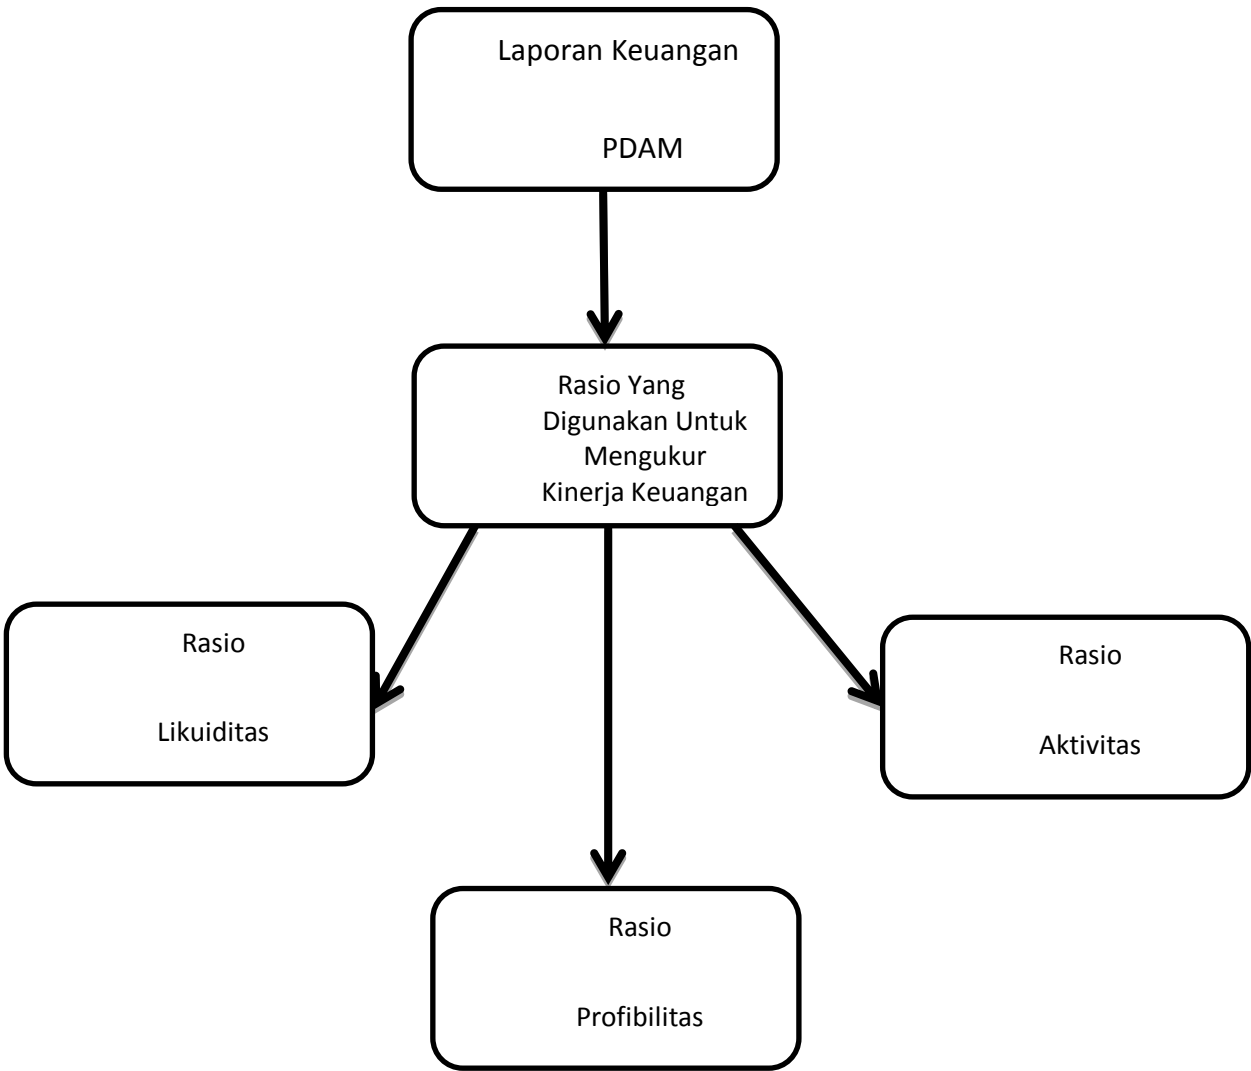 Laporan Keuangan
PDAM
Rasio Yang
Digunakan Untuk
Mengukur
Kinerja Keuangan
Rasio
Likuiditas
Rasio
Aktivitas
Rasio
Profibilitas